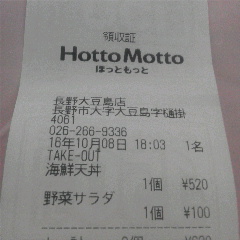 領収証
HottoMotto
ほっともっと
長野大豆島店
長野市大字大豆島字樋掛
4061
026-266-9336
16年10月08日 18:03 1名
TAKE-OUT
海鮮天丼
1個 ¥520
野菜サラダ
1個 ¥100